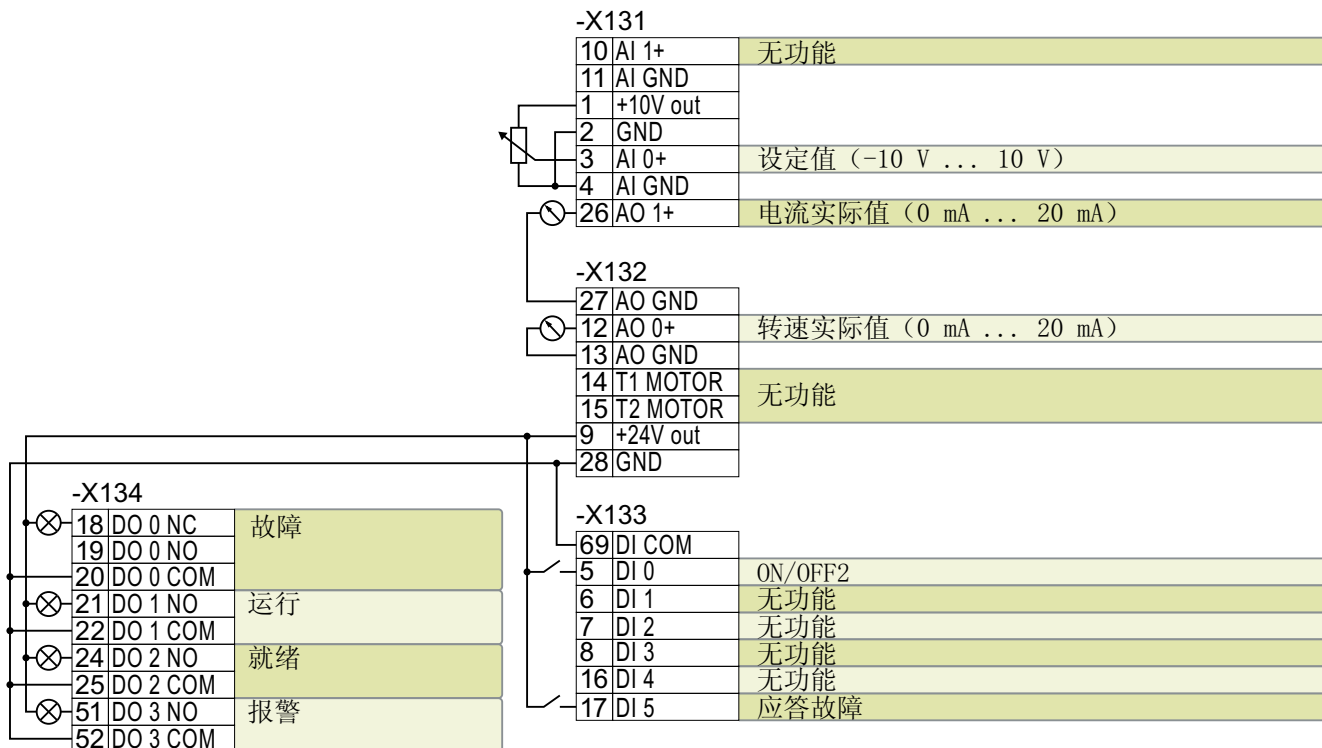 -X131
10 AI 1+ 无功能
11 AI GND
1 +10V out
2 GND
3 AI 0+ 设定值（-10 V ... 10 V）
4 AI GND
26 AO 1+ 电流实际值（0 mA ... 20 mA）
-X132
27 AO GND
12 AO 0+ 转速实际值（0 mA ... 20 mA）
13 AO GND
14 T1 MOTOR 无功能
15 T2 MOTOR
9 +24V out
28 GND
-X134
18 DO 0 NC 故障
19 DO 0 NO
20 DO 0 COM
21 DO 1 NO 运行
22 DO 1 COM
24 DO 2 NO 就绪
25 DO 2 COM
51 DO 3 NO 报警
52 DO 3 COM
-X133
69 DI COM
5 DI 0 ON/OFF2
6 DI 1 无功能
7 DI 2 无功能
8 DI 3 无功能
16 DI 4 无功能
17 DI 5 应答故障